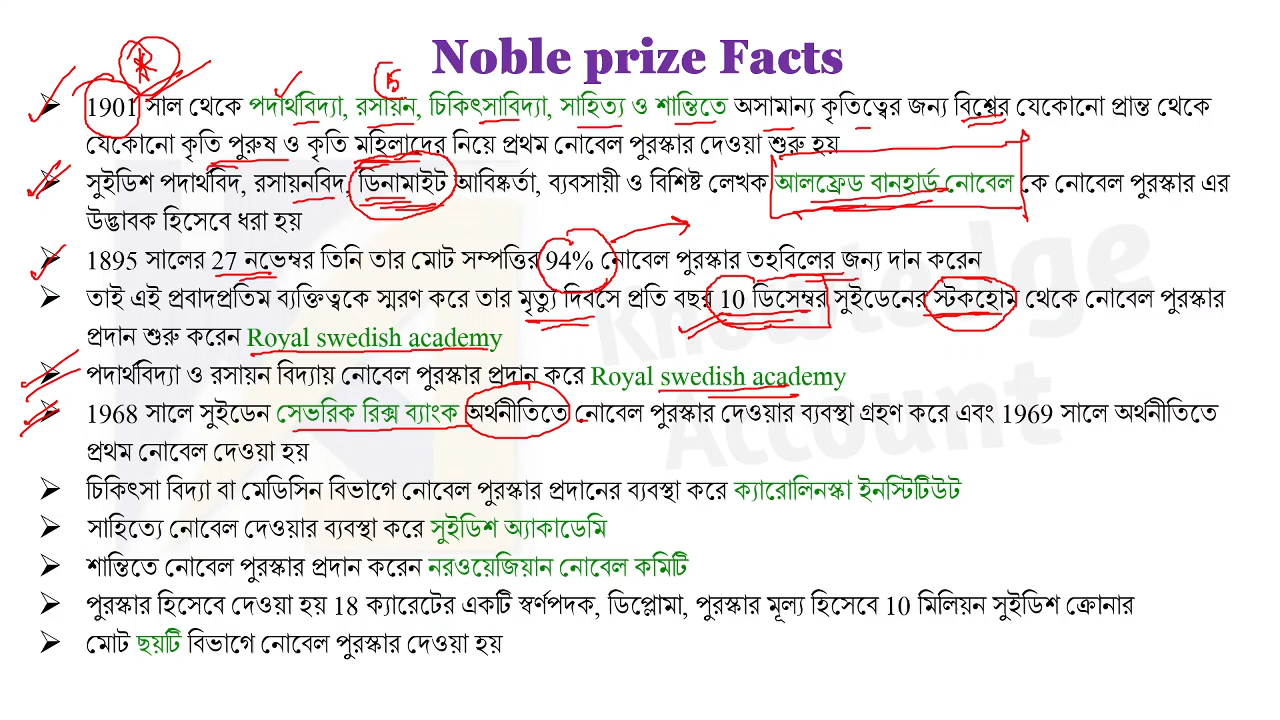 Noble prize Facts
➢ 1901 সাল থেকে পদার্থবিদ্যা, রসায়ন, চিকিৎসাবিদ্যা, সাহিত্য ও শান্তিতে অসামান্য কৃতিত্বের জন্য বিশ্বের যেকোনো প্রান্ত থেকে
যেকোনো কৃতি পুরুষ ও কৃতি মহিলাদের নিয়ে প্রথম নোবেল পুরস্কার দেওয়া শুরু হয়
➢ সুইডিশ পদার্থবিদ, রসায়নবিদ, ডিনামাইট আবিষ্কর্তা, ব্যবসায়ী ও বিশিষ্ট লেখক আলফ্রেড বানহার্ড নোবেল কে নোবেল পুরস্কার এর
উদ্ভাবক হিসেবে ধরা হয়
➢ 1895 সালের 27 নভেম্বর তিনি তার মোট সম্পত্তির 94% নোবেল পুরস্কার তহবিলের জন্য দান করেন
➢ তাই এই প্রবাদপ্রতিম ব্যক্তিত্বকে স্মরণ করে তার মৃত্যু দিবসে প্রতি বছর 10 ডিসেম্বর সুইডেনের স্টকহোম থেকে নোবেল পুরস্কার
প্রদান শুরু করেন Royal swedish academy
➢ পদার্থবিদ্যা ও রসায়ন বিদ্যায় নোবেল পুরস্কার প্রদান করে Royal swedish academy
➢ 1968 সালে সুইডেন সেভরিক রিক্স ব্যাংক অর্থনীতিতে নোবেল পুরস্কার দেওয়ার ব্যবস্থা গ্রহণ করে এবং 1969 সালে অর্থনীতিতে
প্রথম নোবেল দেওয়া হয়
➢ চিকিৎসা বিদ্যা বা মেডিসিন বিভাগে নোবেল পুরস্কার প্রদানের ব্যবস্থা করে ক্যারোলিনস্কা ইনস্টিটিউট
➢ সাহিত্যে নোবেল দেওয়ার ব্যবস্থা করে সুইডিশ অ্যাকাডেমি
➢ শান্তিতে নোবেল পুরস্কার প্রদান করেন নরওয়েজিয়ান নোবেল কমিটি
➢ পুরস্কার হিসেবে দেওয়া হয় 18 ক্যারেটের একটি স্বর্ণপদক, ডিপ্লোমা, পুরস্কার মূল্য হিসেবে 10 মিলিয়ন সুইডিশ ক্রোনার
➢ মোট ছয়টি বিভাগে নোবেল পুরস্কার দেওয়া হয়
Knowledge
Account